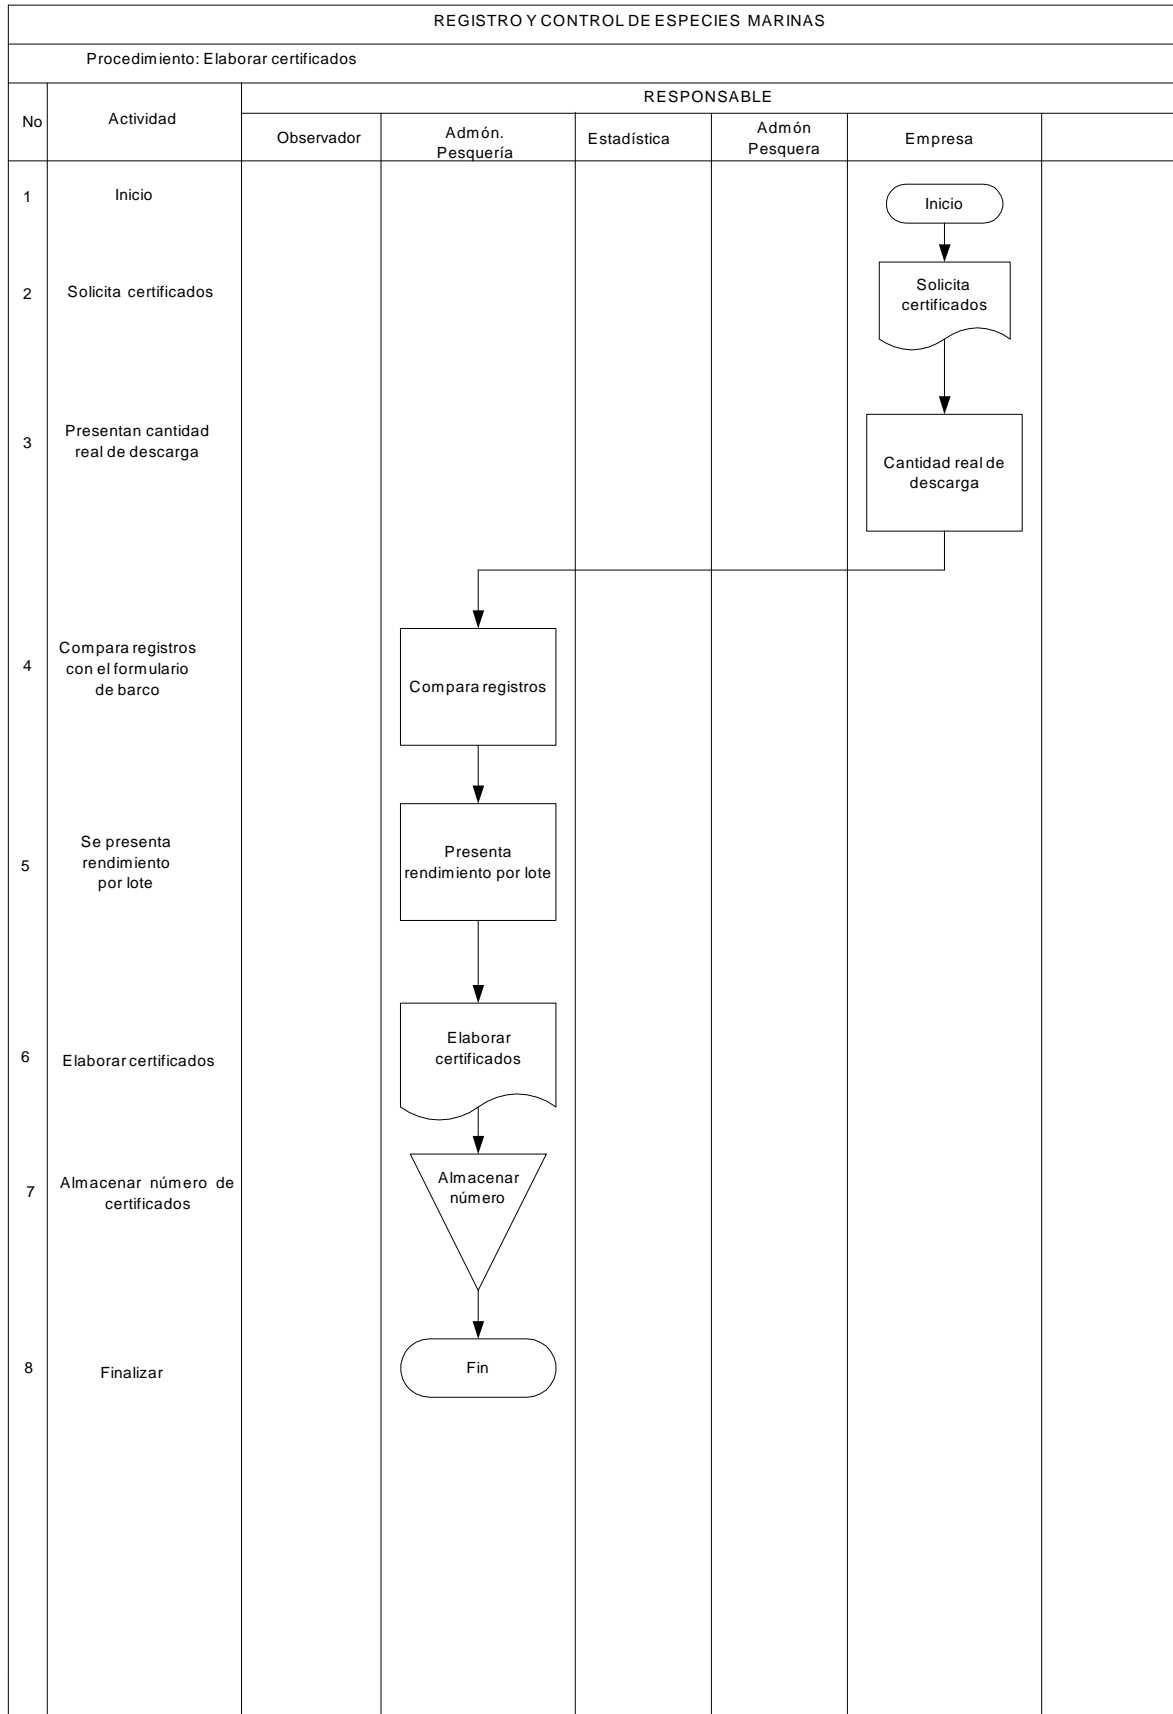 REGISTRO Y CONTROL DE ESPECIES MARINAS
Procedimiento: Elaborar certificados
No
Actividad
RESPONSABLE
Observador
Admón.
Pesquería
Estadística
Admón
Pesquera
Empresa
1
Inicio
Inicio
2
Solicita certificados
Solicita
certificados
3
Presentan cantidad
real de descarga
Cantidad real de
descarga
4
Compara registros
con el formulario
de barco
Compara registros
5
Se presenta
rendimiento
por lote
Presenta
rendimiento por lote
6
Elaborar certificados
Elaborar
certificados
7
Almacenar número de
certificados
Almacenar
número
8
Finalizar
Fin